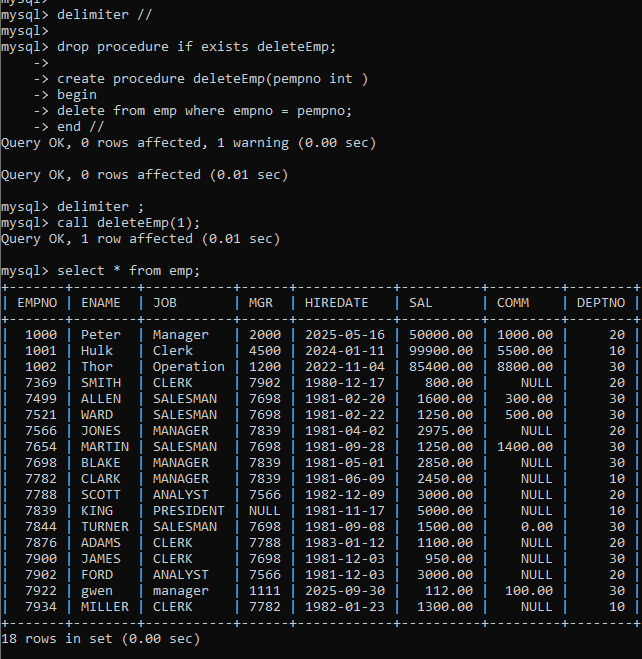 mysql>
mysql> delimiter //
mysql>
mysql> drop procedure if exists deleteEmp;
    ->
    -> create procedure deleteEmp(pempno int )
    -> begin
    -> delete from emp where empno = pempno;
    -> end //
Query OK, 0 rows affected, 1 warning (0.00 sec)

Query OK, 0 rows affected (0.01 sec)

mysql> delimiter ;
mysql> call deleteEmp(1);
Query OK, 1 row affected (0.01 sec)

mysql> select * from emp;
+-------+--------+-----------+------+------------+----------+---------+--------+
| EMPNO | ENAME  | JOB       | MGR  | HIREDATE   | SAL      | COMM    | DEPTNO |
+-------+--------+-----------+------+------------+----------+---------+--------+
|  1000 | Peter  | Manager   | 2000 | 2025-05-16 | 50000.00 | 1000.00 |     20 |
|  1001 | Hulk   | Clerk     | 4500 | 2024-01-11 | 99900.00 | 5500.00 |     10 |
|  1002 | Thor   | Operation | 1200 | 2022-11-04 | 85400.00 | 8800.00 |     30 |
|  7369 | SMITH  | CLERK     | 7902 | 1980-12-17 |   800.00 |    NULL |     20 |
|  7499 | ALLEN  | SALESMAN  | 7698 | 1981-02-20 |  1600.00 |  300.00 |     30 |
|  7521 | WARD   | SALESMAN  | 7698 | 1981-02-22 |  1250.00 |  500.00 |     30 |
|  7566 | JONES  | MANAGER   | 7839 | 1981-04-02 |  2975.00 |    NULL |     20 |
|  7654 | MARTIN | SALESMAN  | 7698 | 1981-09-28 |  1250.00 | 1400.00 |     30 |
|  7698 | BLAKE  | MANAGER   | 7839 | 1981-05-01 |  2850.00 |    NULL |     30 |
|  7782 | CLARK  | MANAGER   | 7839 | 1981-06-09 |  2450.00 |    NULL |     10 |
|  7788 | SCOTT  | ANALYST   | 7566 | 1982-12-09 |  3000.00 |    NULL |     20 |
|  7839 | KING   | PRESIDENT | NULL | 1981-11-17 |  5000.00 |    NULL |     10 |
|  7844 | TURNER | SALESMAN  | 7698 | 1981-09-08 |  1500.00 |    0.00 |     30 |
|  7876 | ADAMS  | CLERK     | 7788 | 1983-01-12 |  1100.00 |    NULL |     20 |
|  7900 | JAMES  | CLERK     | 7698 | 1981-12-03 |   950.00 |    NULL |     30 |
|  7902 | FORD   | ANALYST   | 7566 | 1981-12-03 |  3000.00 |    NULL |     20 |
|  7922 | gwen   | manager   | 1111 | 2025-09-30 |   112.00 |  100.00 |     30 |
|  7934 | MILLER | CLERK     | 7782 | 1982-01-23 |  1300.00 |    NULL |     10 |
+-------+--------+-----------+------+------------+----------+---------+--------+
18 rows in set (0.00 sec)